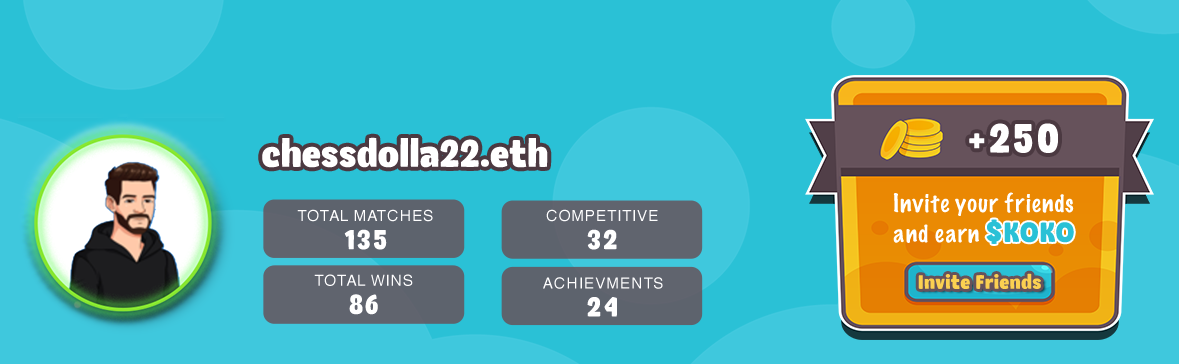 chessdolla22.eth
TOTAL MATCHES
135
COMPETITIVE
32
TOTAL WINS
86
ACHIEVMENTS
24
+250
Invite your friends
and earn $KOKO
Invite Friends